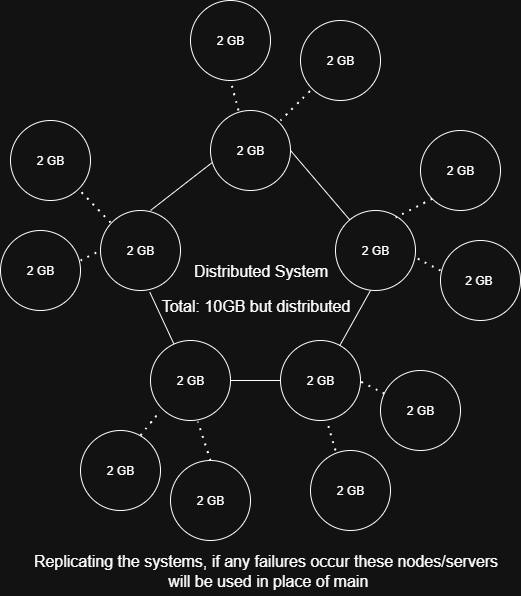 2 GB
2 GB
2 GB
2 GB
2 GB
2 GB
2 GB
2 GB
2 GB
2 GB
Distributed System
Total: 10GB but distributed
2 GB
2 GB
2 GB
2 GB
2 GB
2 GB
Replicating the systems, if any failures occur these nodes/servers
will be used in place of main